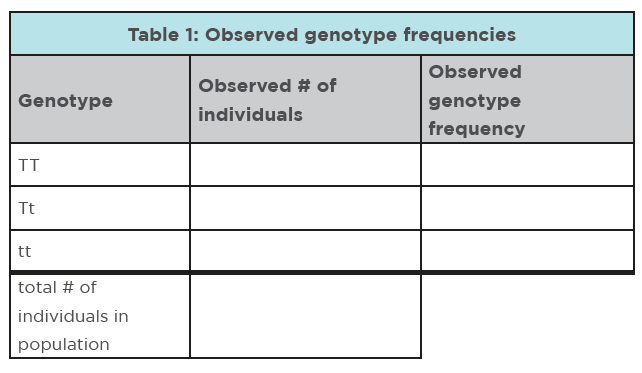 Table 1: Observed genotype frequencies
Genotype
Observed # of
individuals
Observed
genotype
frequency
TT
Tt
tt
total # of
individuals in
population